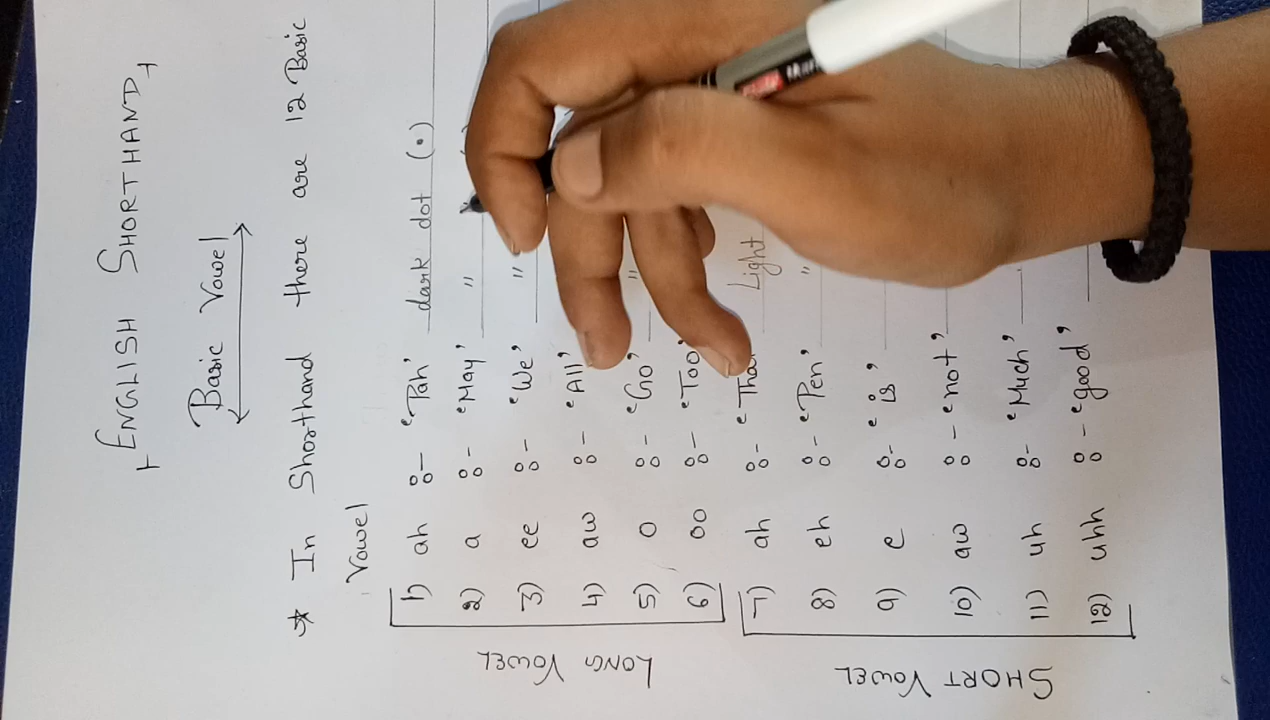 ENGLISH SHORTHAND
Basic Vowel
* In Shorthand there are 12 Basic
Vowel
LONG VOWEL
1) ah :- 'Pah' dark dot (•)
2) a :- 'May' "
3) ee :- 'We' "
4) aw :- 'All'
5) o :- 'Go' "
6) oo :- 'Too'
SHORT VOWEL
7) ah :- 'Tha Light
8) eh :- 'Pen' "
9) e :- 'is'
10) aw :- 'not'
11) uh :- 'Much'
12) uhh :- 'good'